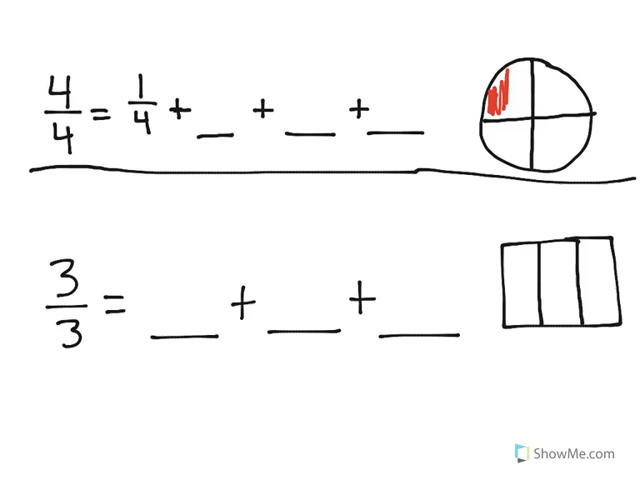 4/4 = 1/4 + __ + __ + __
3/3 = __ + __ + __
ShowMe.com